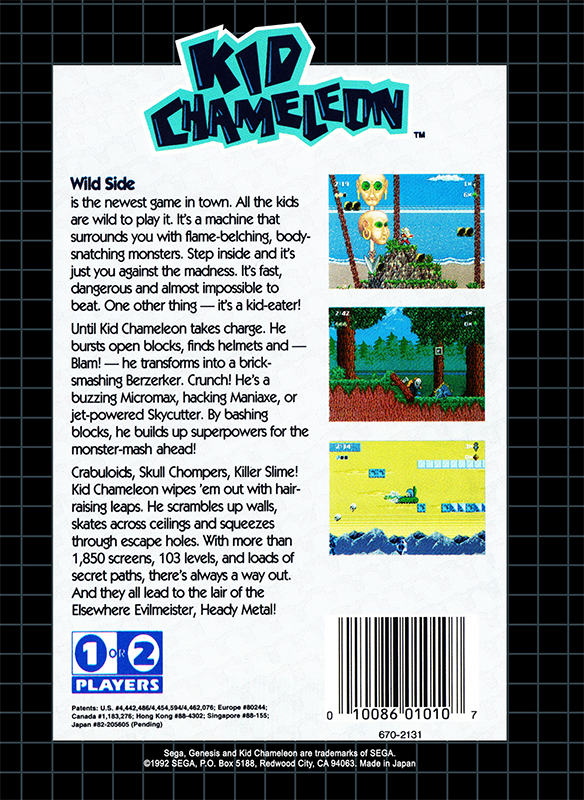 KID
CHAMELEON
TM
Wild Side
is the newest game in town. All the kids
are wild to play it. It's a machine that
surrounds you with flame-belching, body-
snatching monsters. Step inside and it's
just you against the madness. It's fast,
dangerous and almost impossible to
beat. One other thing — it's a kid-eater!
Until Kid Chameleon takes charge. He
bursts open blocks, finds helmets and —
Blam! — he transforms into a brick-
smashing Berzerker. Crunch! He's a
buzzing Micromax, hacking Maniaxe, or
jet-powered Skycutter. By bashing
blocks, he builds up superpowers for the
monster-mash ahead!
Crabuloids, Skull Chompers, Killer Slime!
Kid Chameleon wipes 'em out with hair-
raising leaps. He scrambles up walls,
skates across ceilings and squeezes
through escape holes. With more than
1,850 screens, 103 levels, and loads of
secret paths, there's always a way out.
And they all lead to the lair of the
Elsewhere Evilmeister, Heady Metal!
1 OR 2
PLAYERS
Patents: U.S. #4,442,486/4,454,594/4,462,076; Europe #80244;
Canada #1,183,276; Hong Kong #88-4302; Singapore #88-155;
Japan #82-205605 (Pending)
0 10086 01010 7
670-2131
Sega, Genesis and Kid Chameleon are trademarks of SEGA.
©1992 SEGA, P.O. Box 5188, Redwood City, CA 94063. Made in Japan